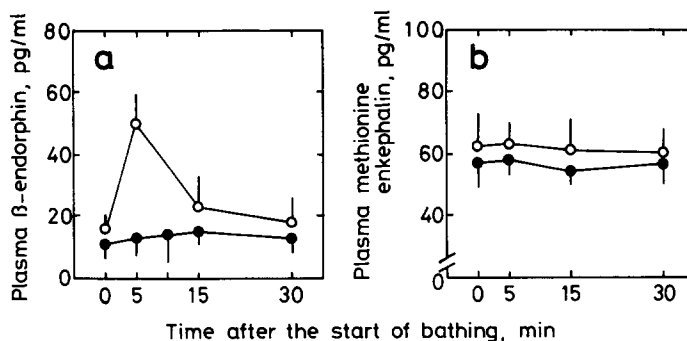 Plasma ß-endorphin, pg/ml
80
60
40
20
0
a
0 5 15 30
Plasma methionine
enkephalin, pg/ml
100
80
60
40
0
b
0 5 15 30
Time after the start of bathing, min